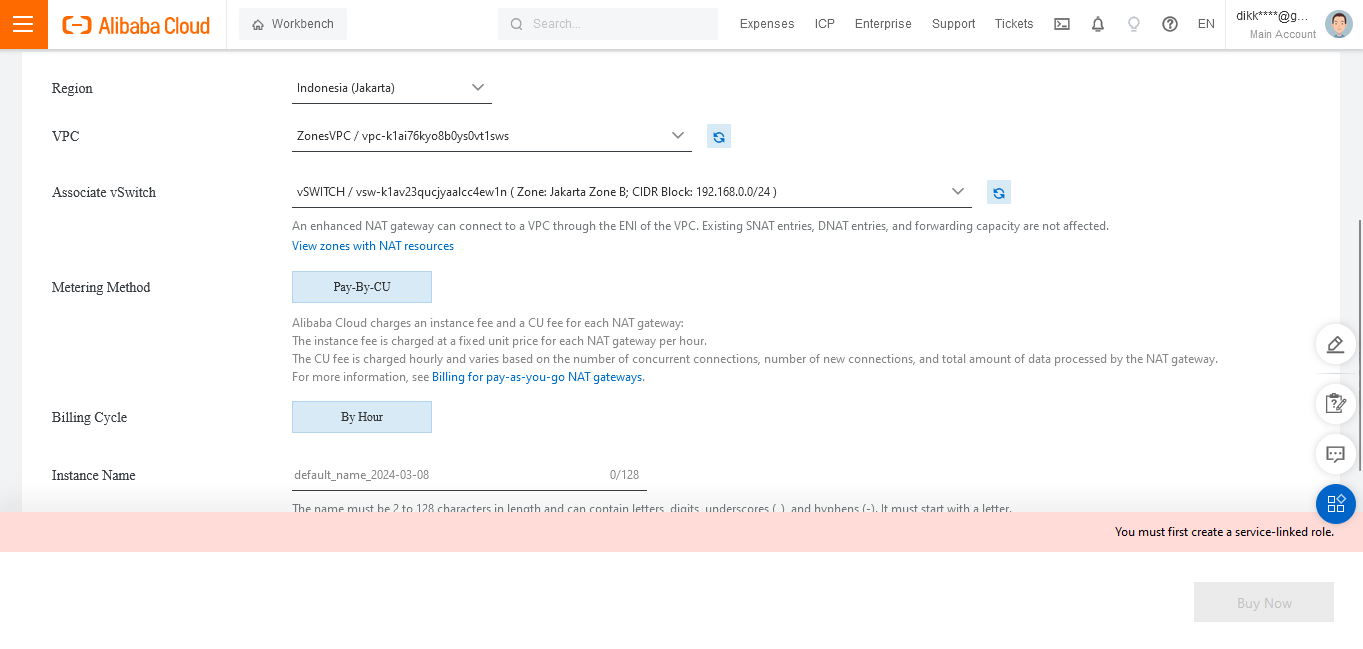 Alibaba Cloud
Workbench
Search...
Expenses
ICP
Enterprise
Support
Tickets
EN
dikk****@g...
Main Account
Region
Indonesia (Jakarta)
VPC
ZonesVPC / vpc-k1ai76kyo8b0ys0vt1sws
Associate vSwitch
vSWITCH / vsw-k1av23qucjyaalcc4ew1n ( Zone: Jakarta Zone B; CIDR Block: 192.168.0.0/24 )
An enhanced NAT gateway can connect to a VPC through the ENI of the VPC. Existing SNAT entries, DNAT entries, and forwarding capacity are not affected.
View zones with NAT resources
Metering Method
Pay-By-CU
Alibaba Cloud charges an instance fee and a CU fee for each NAT gateway:
The instance fee is charged at a fixed unit price for each NAT gateway per hour.
The CU fee is charged hourly and varies based on the number of concurrent connections, number of new connections, and total amount of data processed by the NAT gateway.
For more information, see Billing for pay-as-you-go NAT gateways.
Billing Cycle
By Hour
Instance Name
default_name_2024-03-08
0/128
The name must be 2 to 128 characters in length and can contain letters, digits, underscores (_), and hyphens (-). It must start with a letter.
You must first create a service-linked role.
Buy Now